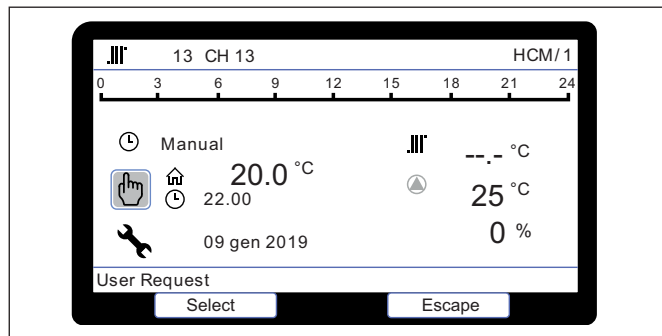 13 CH 13 HCM/1
0 3 6 9 12 15 18 21 24
Manual --.- °C
20.0 °C
22.00 25 °C
09 gen 2019 0 %
User Request
Select Escape